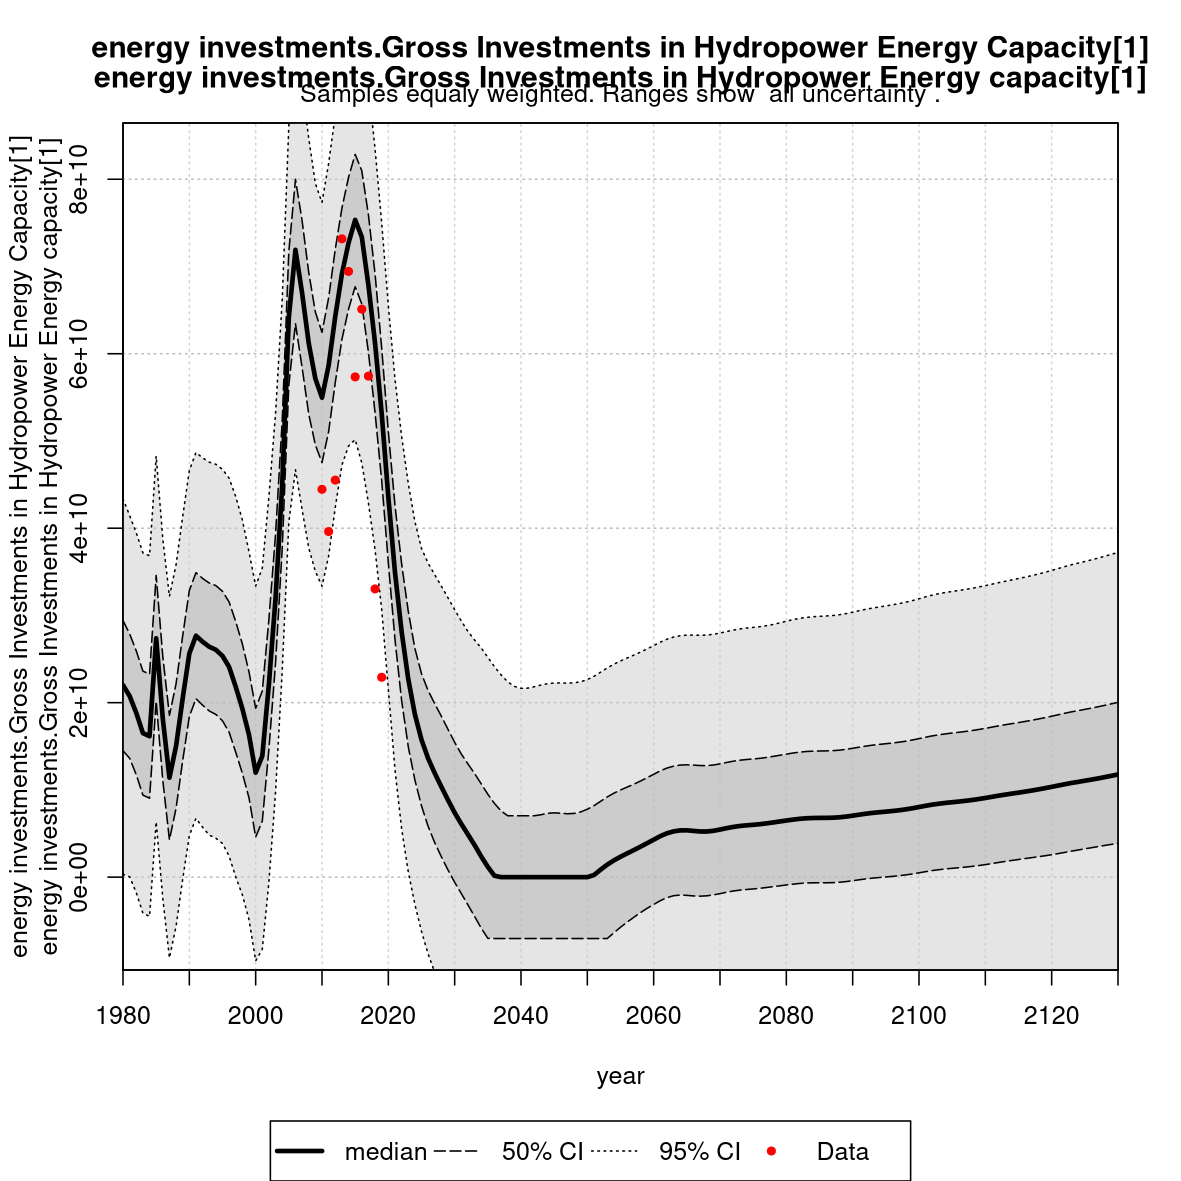 energy investments.Gross Investments in Hydropower Energy Capacity[1]
energy investments.Gross Investments in Hydropower Energy capacity[1]
Samples equaly weighted. Ranges show  all uncertainty .
energy investments.Gross Investments in Hydropower Energy Capacity[1]
energy investments.Gross Investments in Hydropower Energy capacity[1]
8e+10
6e+10
4e+10
2e+10
0e+00
1980 2000 2020 2040 2060 2080 2100 2120
year
median 50% CI 95% CI Data